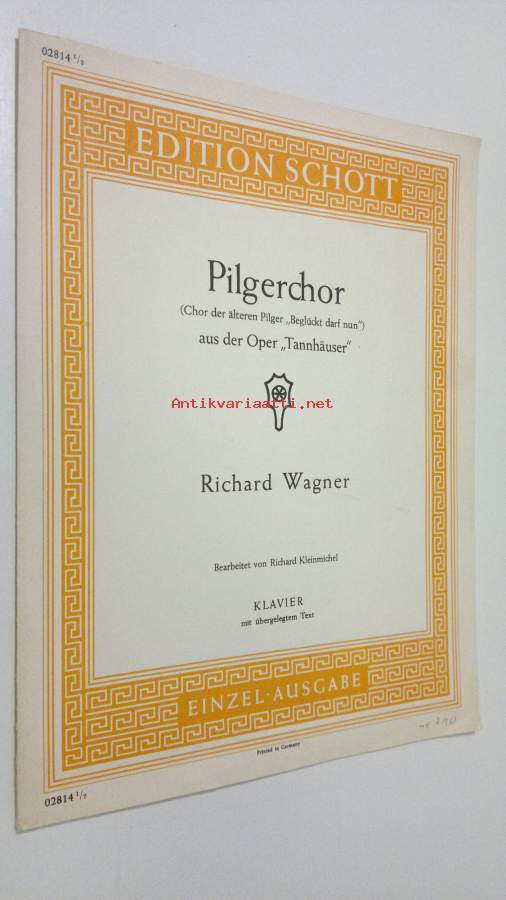 02814 1/2
EDITION SCHOTT
Pilgerchor
(Chor der älteren Pilger „Beglückt darf nun“)
aus der Oper „Tannhäuser“
Antikvariaatti.net
Richard Wagner
Bearbeitet von Richard Kleinmichel
KLAVIER
mit übergelegtem Text
EINZEL-AUSGABE
Printed in Germany
02814 1/2